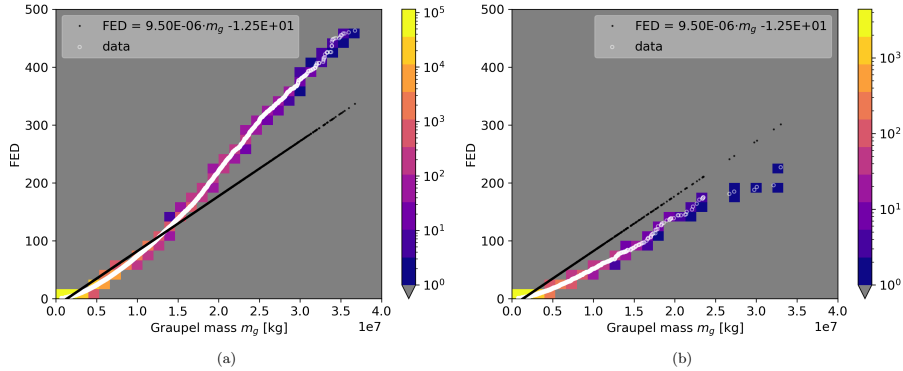 500
400
300
200
100
0
FED
FED = 9.50E-06·m_g -1.25E+01
data
0.0 0.5 1.0 1.5 2.0 2.5 3.0 3.5 4.0
1e7
Graupel mass m_g [kg]
10^5
10^4
10^3
10^2
10^1
10^0
(a)
500
400
300
200
100
0
FED
FED = 9.50E-06·m_g -1.25E+01
data
0.0 0.5 1.0 1.5 2.0 2.5 3.0 3.5 4.0
1e7
Graupel mass m_g [kg]
10^3
10^2
10^1
10^0
(b)